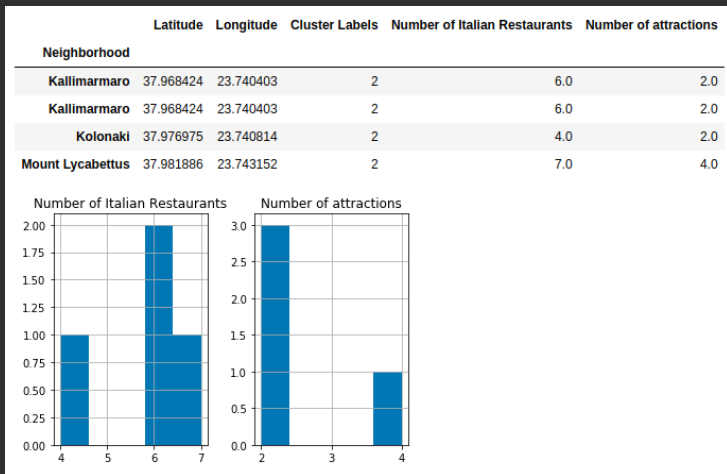 Latitude Longitude Cluster Labels Number of Italian Restaurants Number of attractions
Neighborhood
Kallimarmaro 37.968424 23.740403 2 6.0 2.0
Kallimarmaro 37.968424 23.740403 2 6.0 2.0
Kolonaki 37.976975 23.740814 2 4.0 2.0
Mount Lycabettus 37.981886 23.743152 2 7.0 4.0
Number of Italian Restaurants Number of attractions
2.00
1.75
1.50
1.25
1.00
0.75
0.50
0.25
0.00
4 5 6 7
3.0
2.5
2.0
1.5
1.0
0.5
0.0
2 3 4